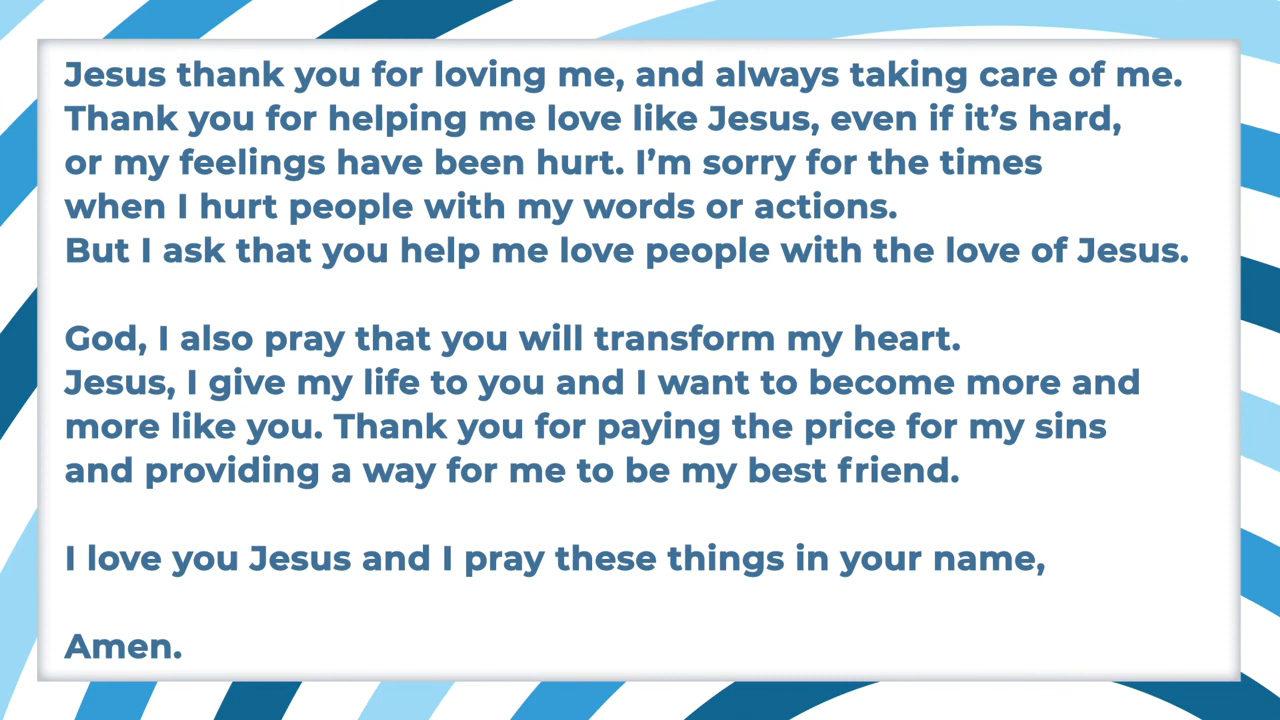 Jesus thank you for loving me, and always taking care of me.
Thank you for helping me love like Jesus, even if it’s hard,
or my feelings have been hurt. I’m sorry for the times
when I hurt people with my words or actions.
But I ask that you help me love people with the love of Jesus.
God, I also pray that you will transform my heart.
Jesus, I give my life to you and I want to become more and
more like you. Thank you for paying the price for my sins
and providing a way for me to be my best friend.
I love you Jesus and I pray these things in your name,
Amen.